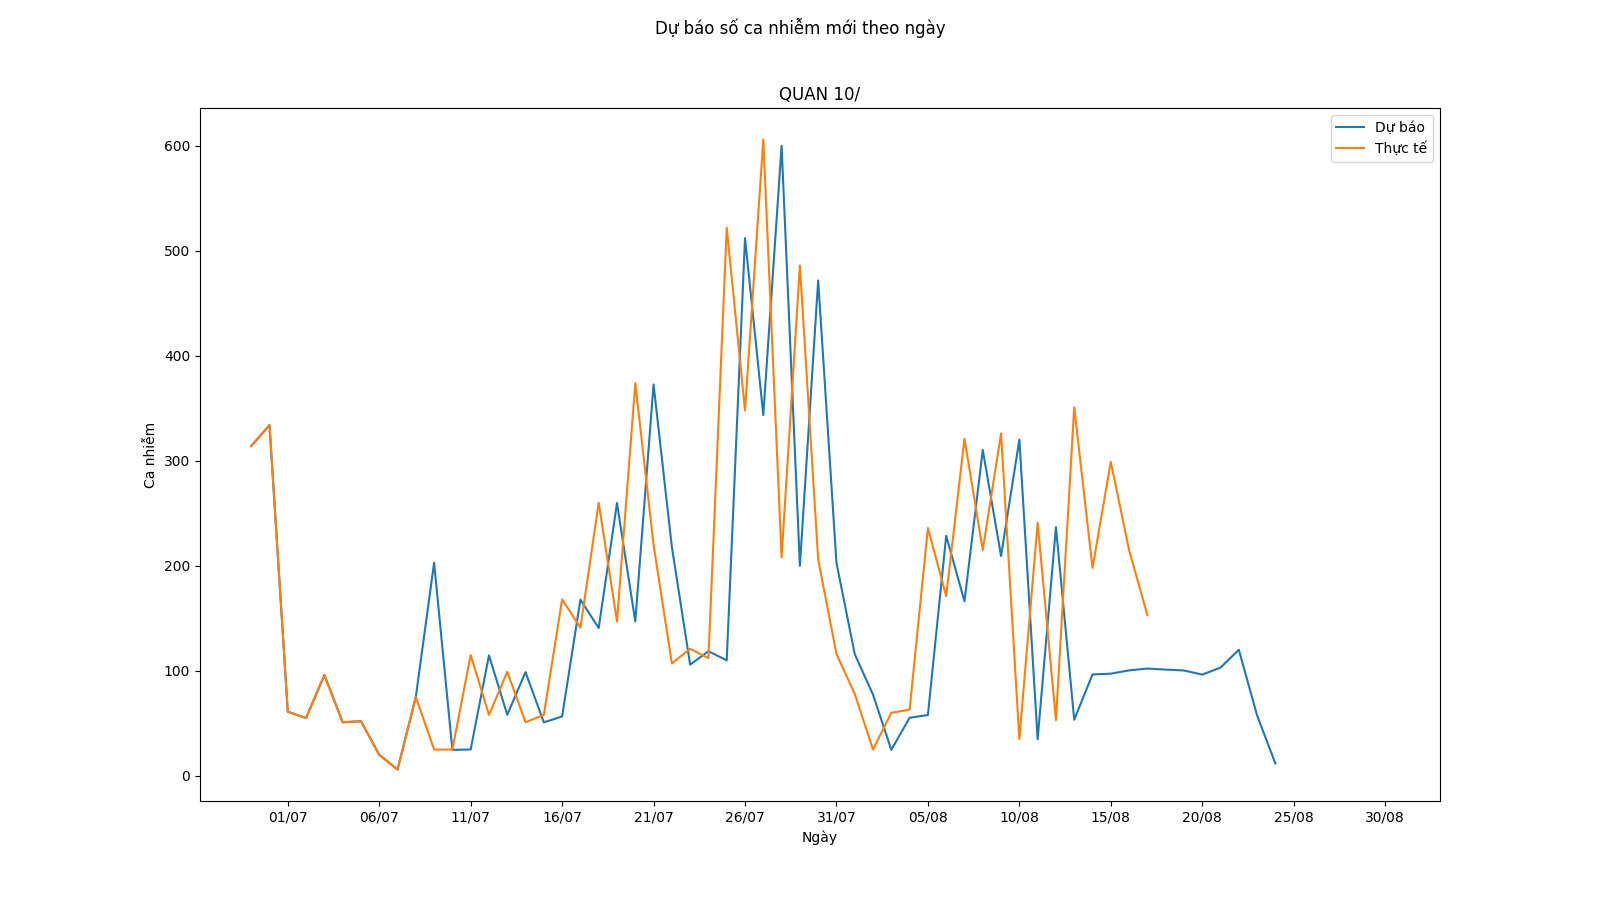 Dự báo số ca nhiễm mới theo ngày
QUAN 10/
Dự báo
Thực tế
600
500
400
300
200
100
0
Ca nhiễm
01/07 06/07 11/07 16/07 21/07 26/07 31/07 05/08 10/08 15/08 20/08 25/08 30/08
Ngày